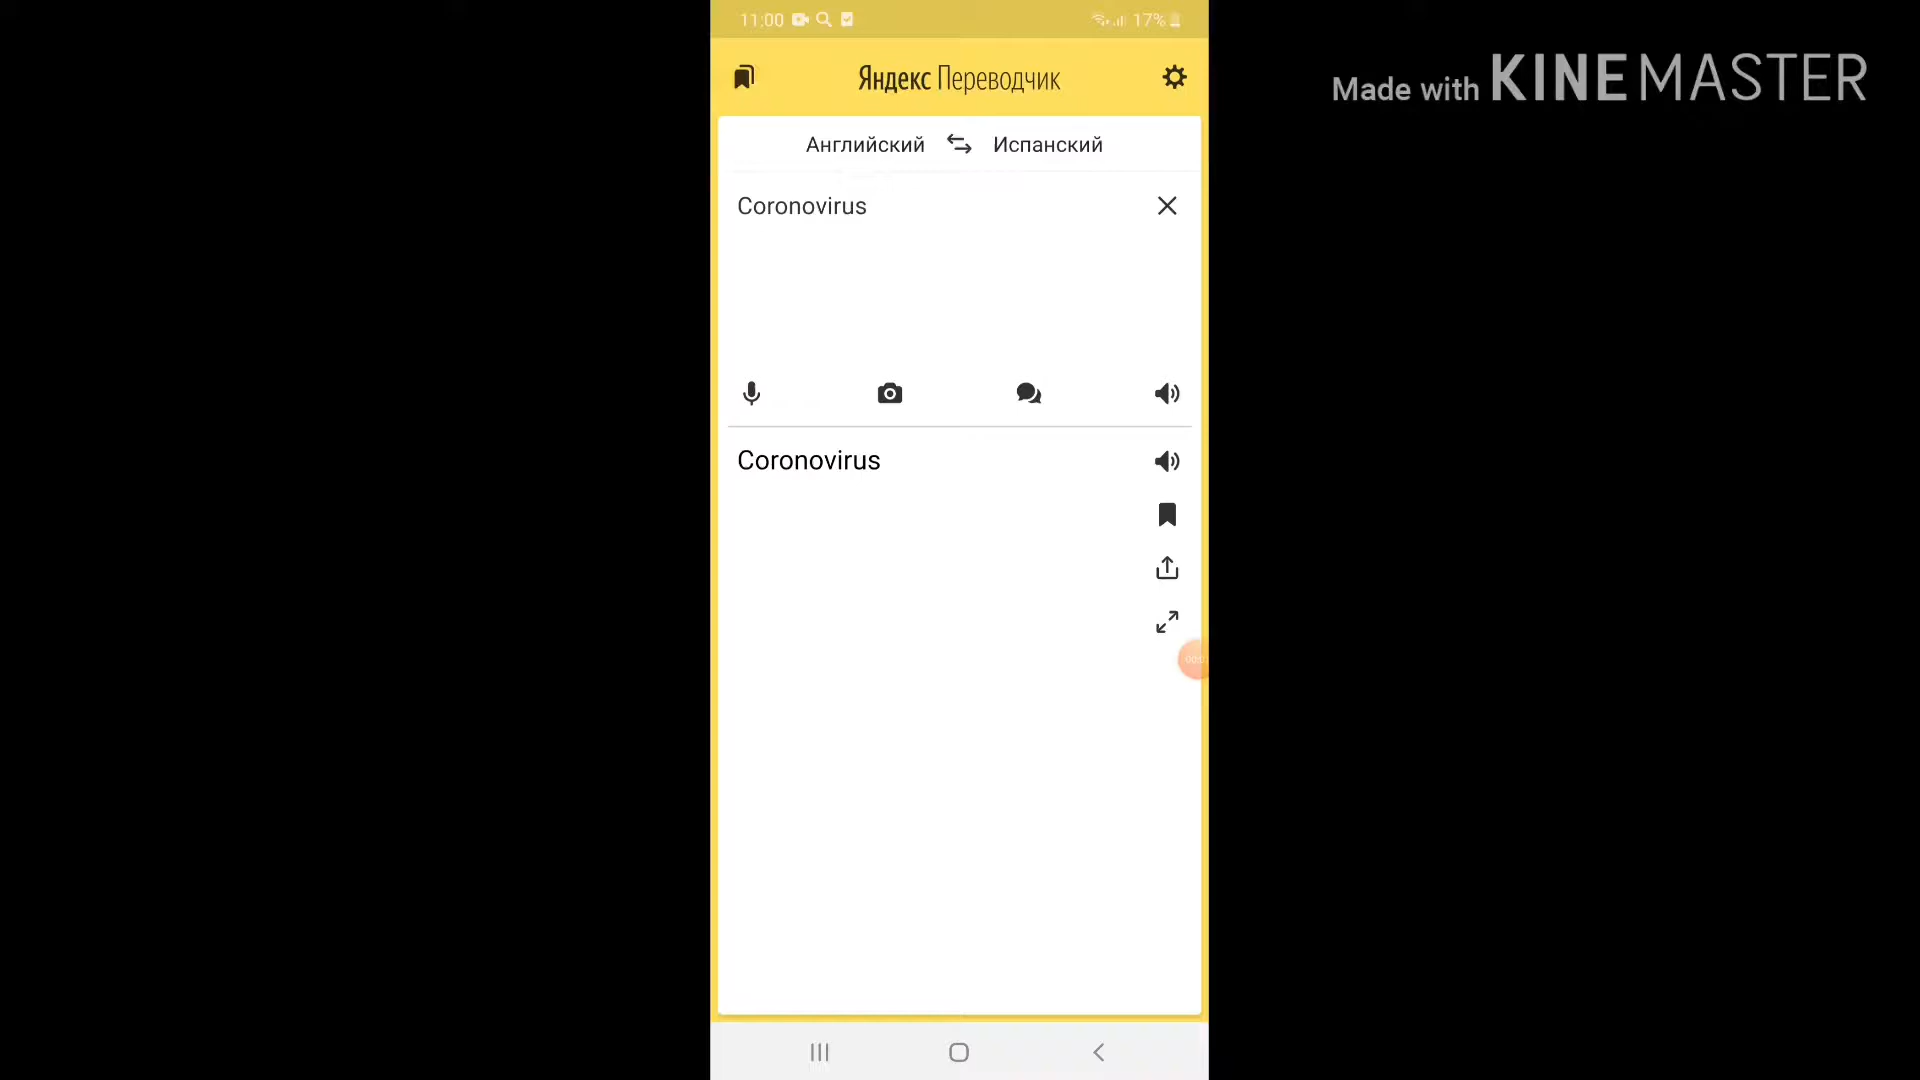 11:00
17%
Made with KINEMASTER
Яндекс Переводчик
Английский Испанский
Coronovirus
Coronovirus